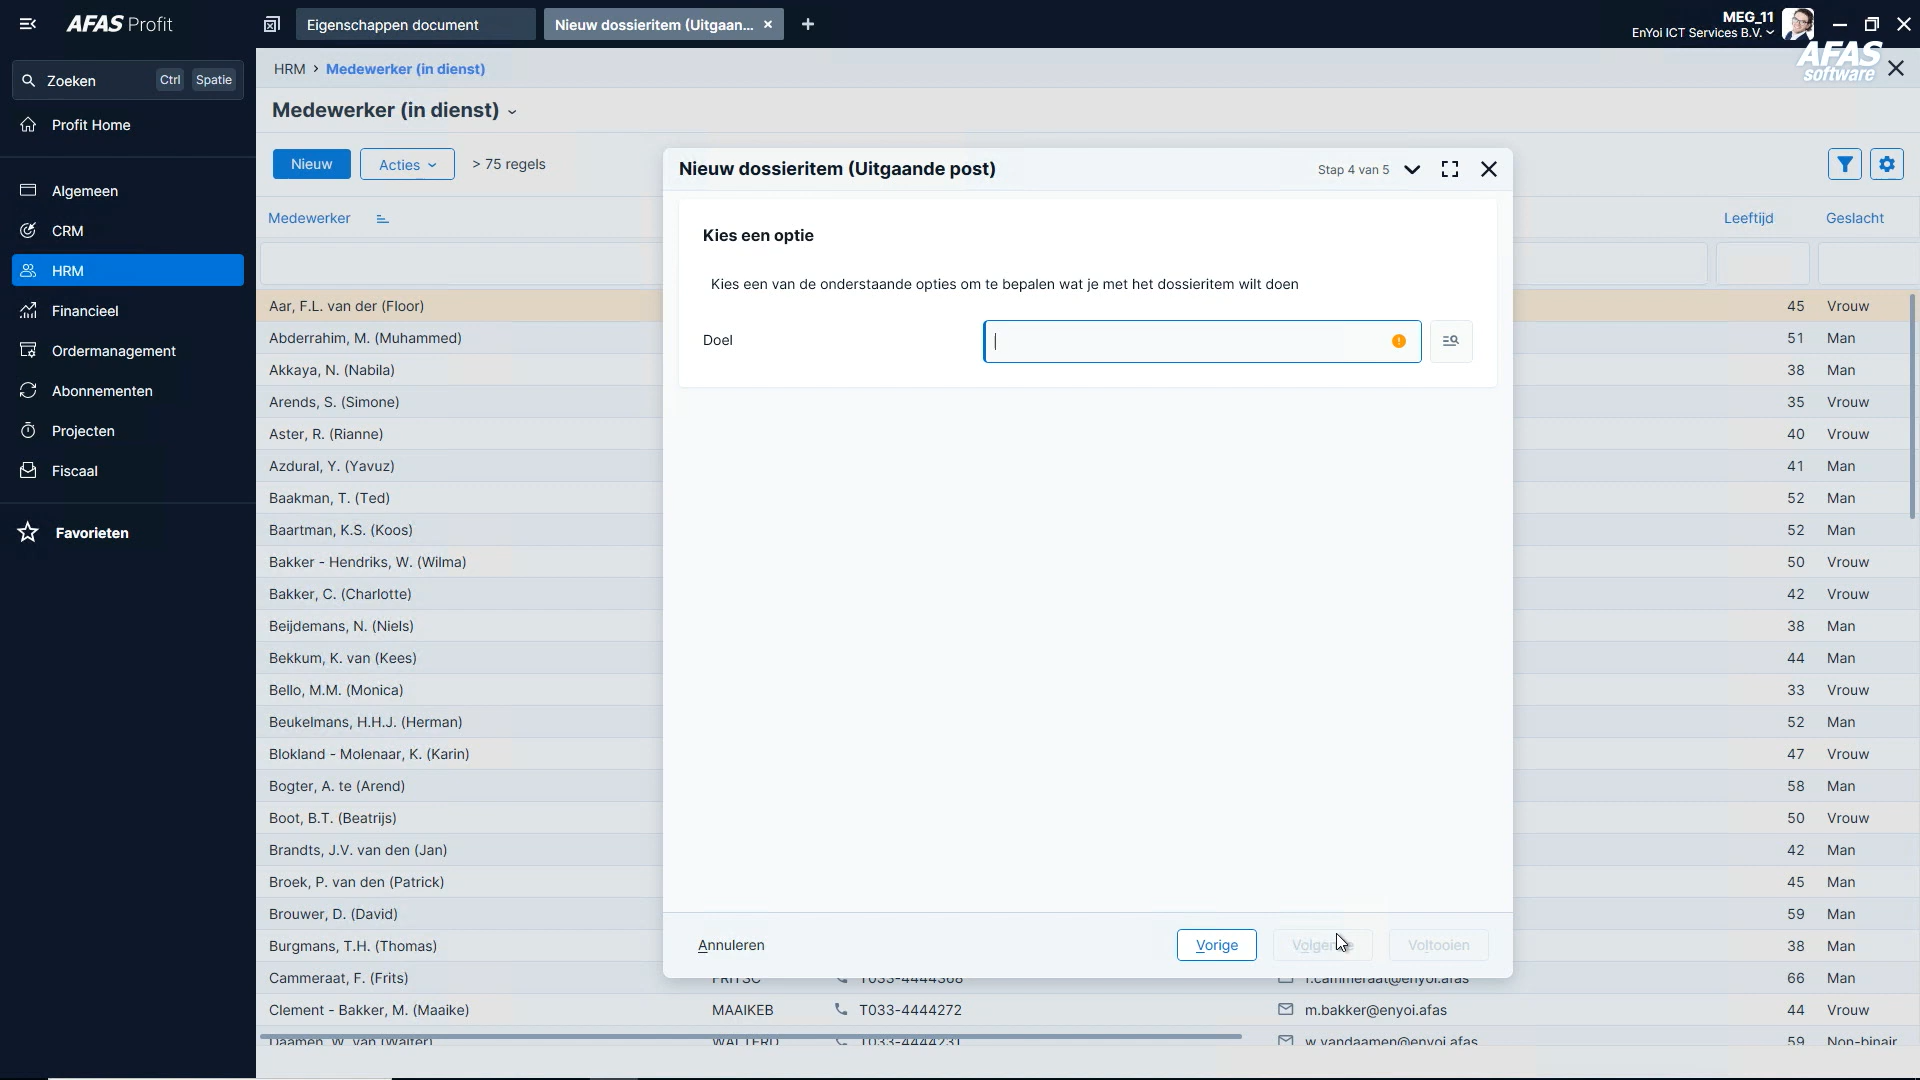 AFAS Profit
Eigenschappen document
Nieuw dossieritem (Uitgaan...
MEG_11
EnYoi ICT Services B.V.
AFAS
software
Zoeken Ctrl Spatie
Profit Home
Algemeen
CRM
HRM
Financieel
Ordermanagement
Abonnementen
Projecten
Fiscaal
Favorieten
HRM › Medewerker (in dienst)
Medewerker (in dienst)
Nieuw Acties > 75 regels
Medewerker Leeftijd Geslacht
Aar, F.L. van der (Floor) 45 Vrouw
Abderrahim, M. (Muhammed) 51 Man
Akkaya, N. (Nabila) 38 Man
Arends, S. (Simone) 35 Vrouw
Aster, R. (Rianne) 40 Vrouw
Azdural, Y. (Yavuz) 41 Man
Baakman, T. (Ted) 52 Man
Baartman, K.S. (Koos) 52 Man
Bakker - Hendriks, W. (Wilma) 50 Vrouw
Bakker, C. (Charlotte) 42 Vrouw
Beijdemans, N. (Niels) 38 Man
Bekkum, K. van (Kees) 44 Man
Bello, M.M. (Monica) 33 Vrouw
Beukelmans, H.H.J. (Herman) 52 Man
Blokland - Molenaar, K. (Karin) 47 Vrouw
Bogter, A. te (Arend) 58 Man
Boot, B.T. (Beatrijs) 50 Vrouw
Brandts, J.V. van den (Jan) 42 Man
Broek, P. van den (Patrick) 45 Man
Brouwer, D. (David) 59 Man
Burgmans, T.H. (Thomas) 38 Man
Cammeraat, F. (Frits) FRITSC T033-4444368 f.cammeraat@enyoi.afas 66 Man
Clement - Bakker, M. (Maaike) MAAIKEB T033-4444272 m.bakker@enyoi.afas 44 Vrouw
Daamen, W. van (Walter) WALTERD T033-4444231 w.vandaamen@enyoi.afas 59 Non-binair
Nieuw dossieritem (Uitgaande post) Stap 4 van 5
Kies een optie
Kies een van de onderstaande opties om te bepalen wat je met het dossieritem wilt doen
Doel
Annuleren Vorige Volgende Voltooien